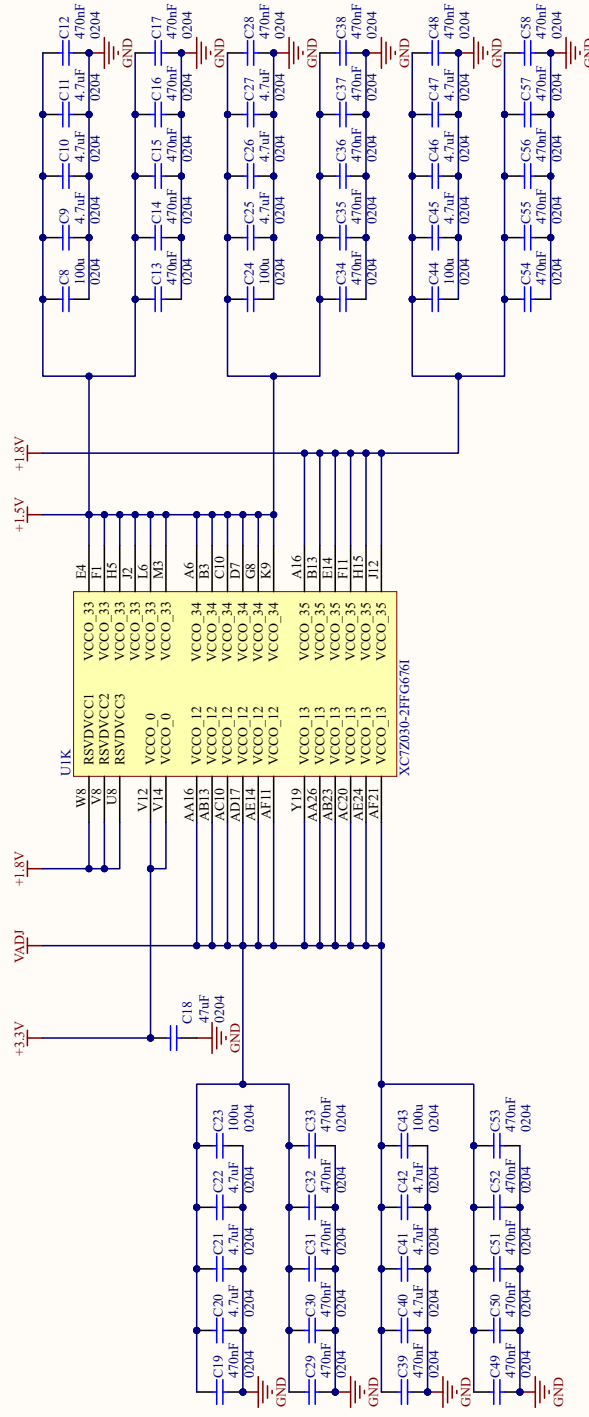 C8
100u
0204
C9
4.7uF
0204
C10
4.7uF
0204
C11
4.7uF
0204
C12
470nF
0204
GND
C13
470nF
0204
C14
470nF
0204
C15
470nF
0204
C16
470nF
0204
C17
470nF
0204
GND
C24
100u
0204
C25
4.7uF
0204
C26
4.7uF
0204
C27
4.7uF
0204
C28
470nF
0204
GND
C34
470nF
0204
C35
470nF
0204
C36
470nF
0204
C37
470nF
0204
C38
470nF
0204
GND
C44
100u
0204
C45
4.7uF
0204
C46
4.7uF
0204
C47
4.7uF
0204
C48
470nF
0204
GND
C54
470nF
0204
C55
470nF
0204
C56
470nF
0204
C57
470nF
0204
C58
470nF
0204
GND
+1.8V
+1.5V
E4 VCCO_33
F1 VCCO_33
H5 VCCO_33
J2 VCCO_33
L6 VCCO_33
M3 VCCO_33
A6 VCCO_34
B3 VCCO_34
C10 VCCO_34
D7 VCCO_34
G8 VCCO_34
K9 VCCO_34
A16 VCCO_35
B13 VCCO_35
E14 VCCO_35
F11 VCCO_35
H15 VCCO_35
J12 VCCO_35
U1K
W8 RSVDVCC1
V8 RSVDVCC2
U8 RSVDVCC3
V12 VCCO_0
V14 VCCO_0
AA16 VCCO_12
AB13 VCCO_12
AC10 VCCO_12
AD17 VCCO_12
AE14 VCCO_12
AF11 VCCO_12
Y19 VCCO_13
AA26 VCCO_13
AB23 VCCO_13
AC20 VCCO_13
AE24 VCCO_13
AF21 VCCO_13
XC7Z030-2FFG676I
+1.8V
VADJ
+3.3V
C18
47uF
0204
GND
C19
470nF
0204
C20
4.7uF
0204
C21
4.7uF
0204
C22
4.7uF
0204
C23
100u
0204
GND
C29
470nF
0204
C30
470nF
0204
C31
470nF
0204
C32
470nF
0204
C33
470nF
0204
GND
C39
470nF
0204
C40
4.7uF
0204
C41
4.7uF
0204
C42
4.7uF
0204
C43
100u
0204
GND
C49
470nF
0204
C50
470nF
0204
C51
470nF
0204
C52
470nF
0204
C53
470nF
0204
GND